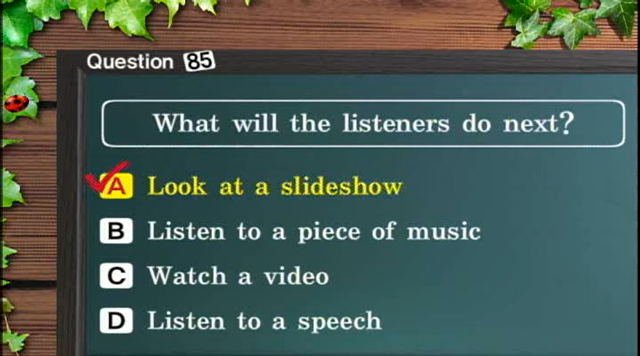 Question 85
What will the listeners do next?
A Look at a slideshow
B Listen to a piece of music
C Watch a video
D Listen to a speech